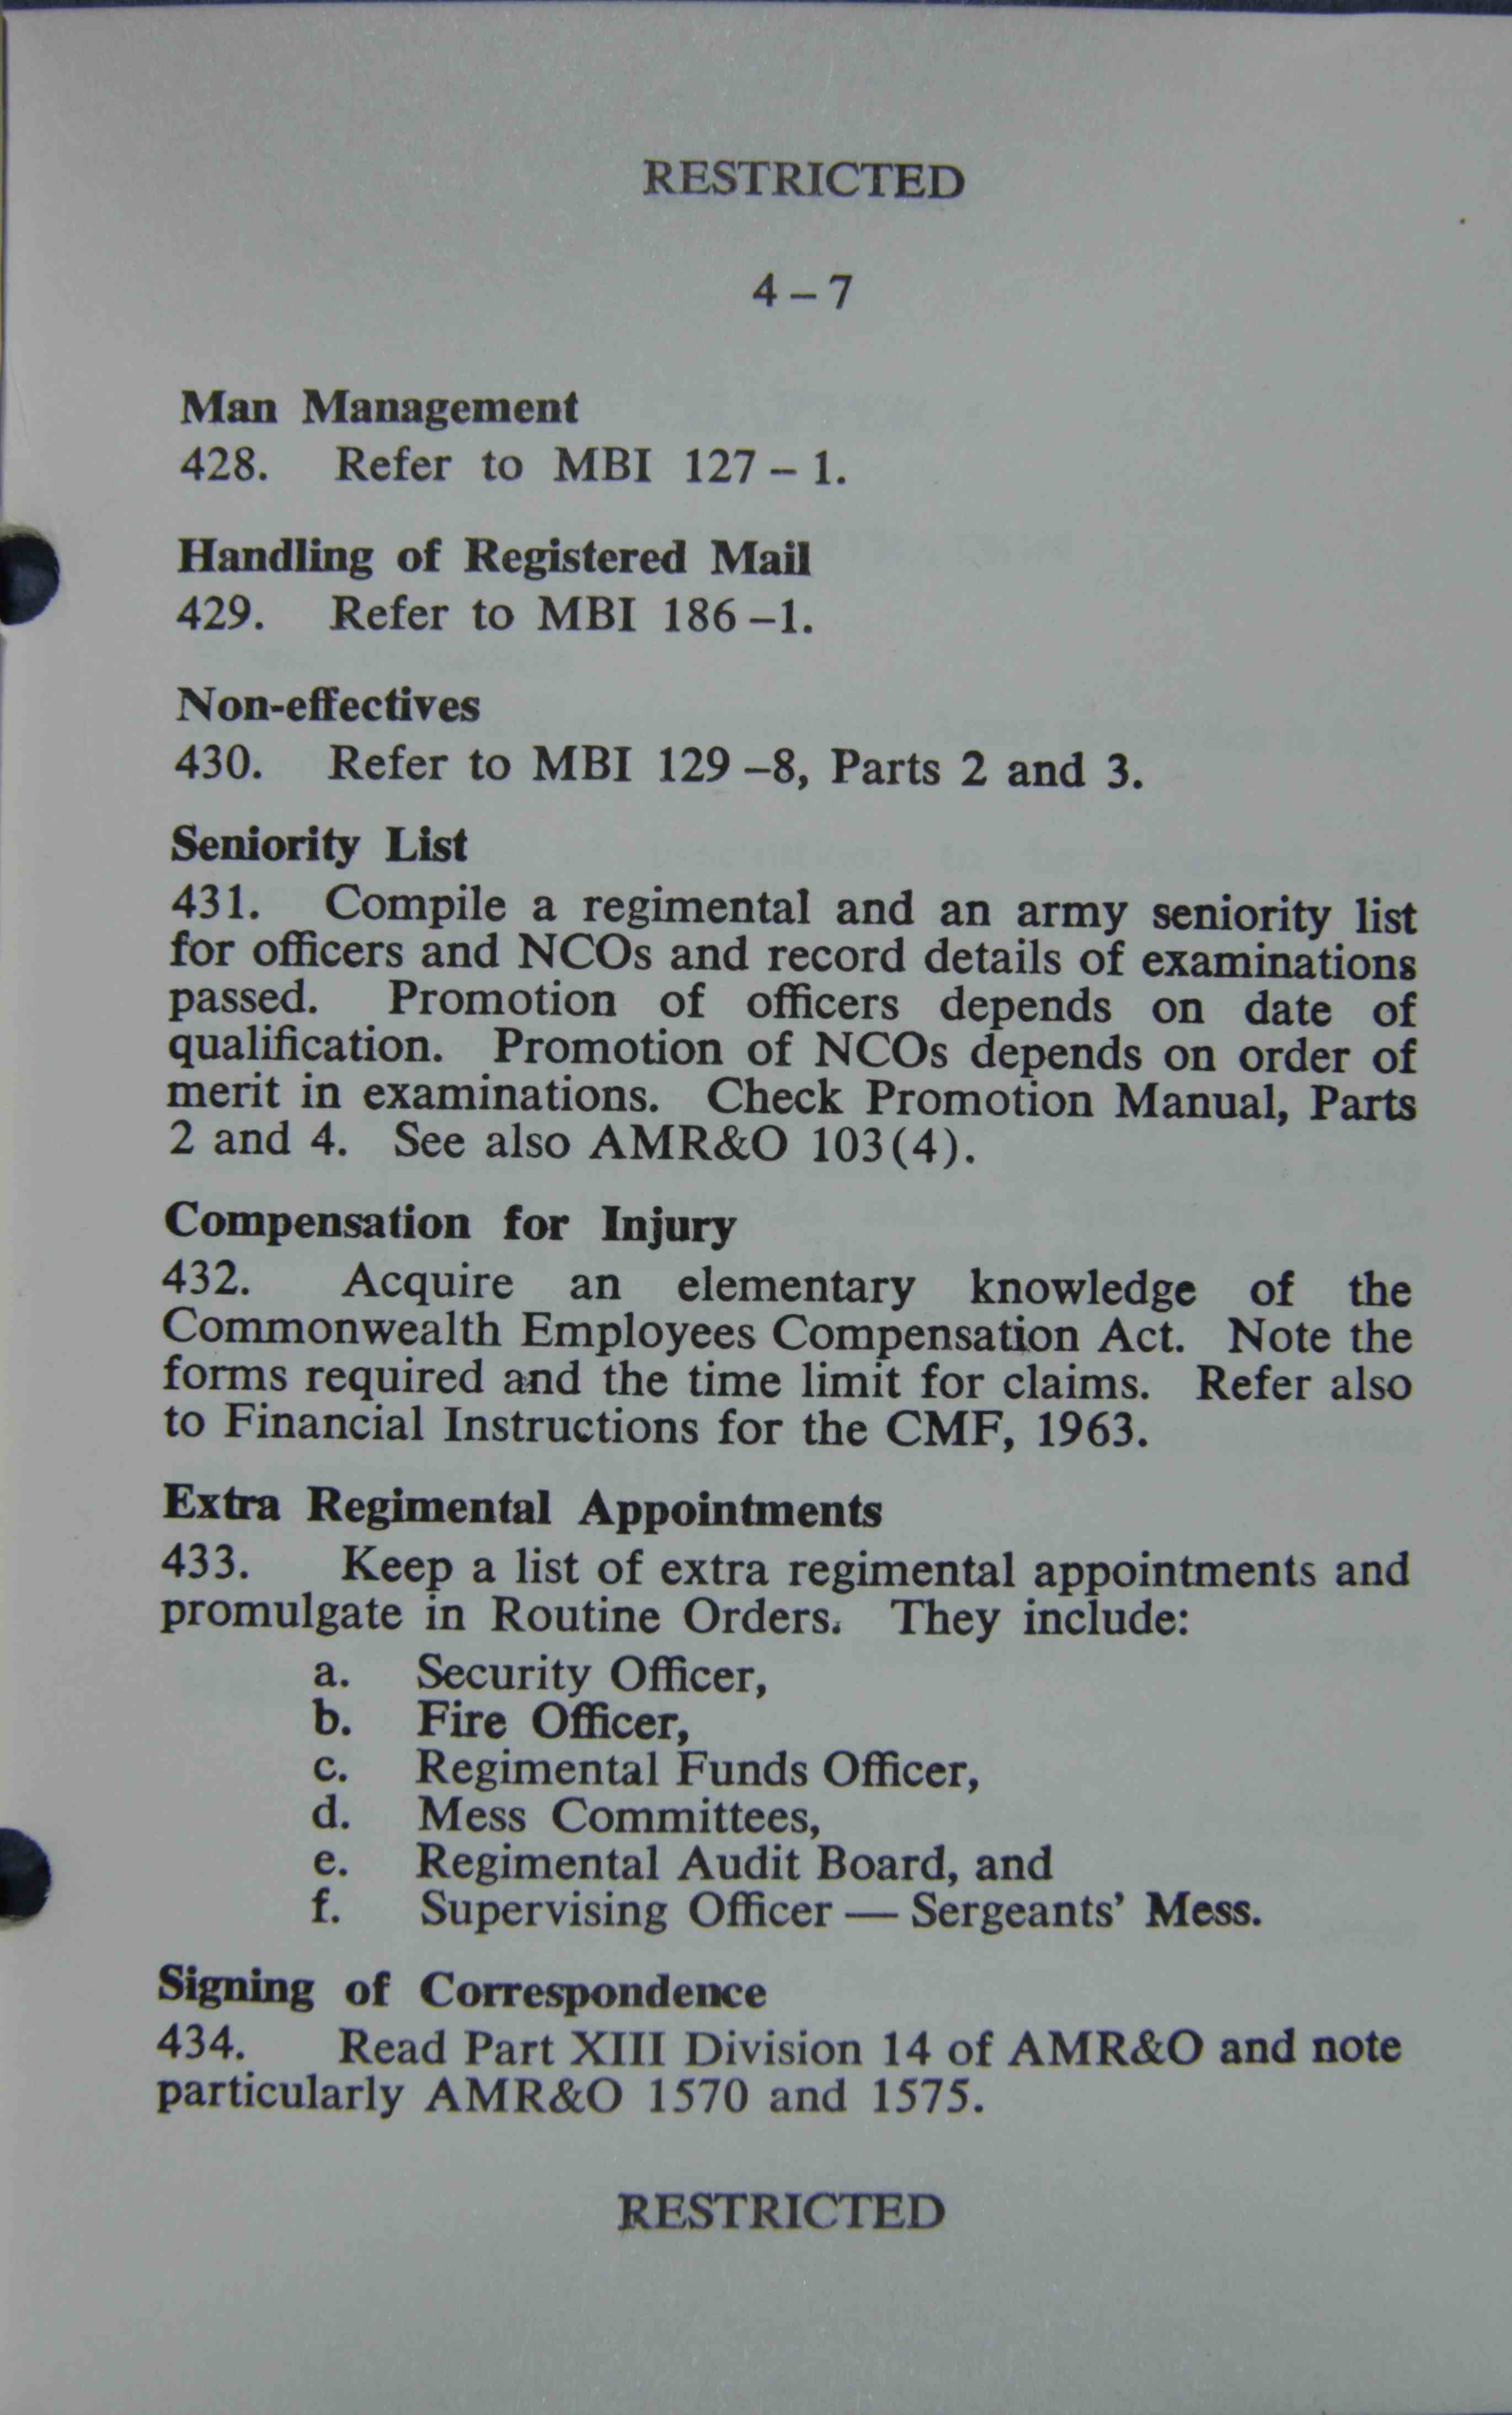 RESTRICTED
4 – 7
Man Management
428. Refer to MBI 127 – 1.
Handling of Registered Mail
429. Refer to MBI 186 –1.
Non-effectives
430. Refer to MBI 129 –8, Parts 2 and 3.
Seniority List
431. Compile a regimental and an army seniority list
for officers and NCOs and record details of examinations
passed. Promotion of officers depends on date of
qualification. Promotion of NCOs depends on order of
merit in examinations. Check Promotion Manual, Parts
2 and 4. See also AMR&O 103(4).
Compensation for Injury
432. Acquire an elementary knowledge of the
Commonwealth Employees Compensation Act. Note the
forms required and the time limit for claims. Refer also
to Financial Instructions for the CMF, 1963.
Extra Regimental Appointments
433. Keep a list of extra regimental appointments and
promulgate in Routine Orders. They include:
a. Security Officer,
b. Fire Officer,
c. Regimental Funds Officer,
d. Mess Committees,
e. Regimental Audit Board, and
f. Supervising Officer — Sergeants' Mess.
Signing of Correspondence
434. Read Part XIII Division 14 of AMR&O and note
particularly AMR&O 1570 and 1575.
RESTRICTED